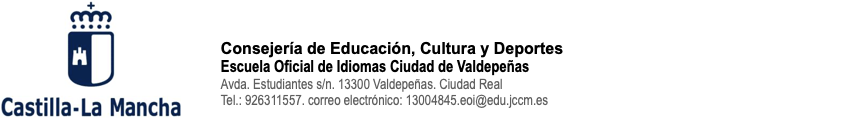 Castilla-La Mancha
Consejería de Educación, Cultura y Deportes
Escuela Oficial de Idiomas Ciudad de Valdepeñas
Avda. Estudiantes s/n. 13300 Valdepeñas. Ciudad Real
Tel.: 926311557. correo electrónico: 13004845.eoi@edu.jccm.es